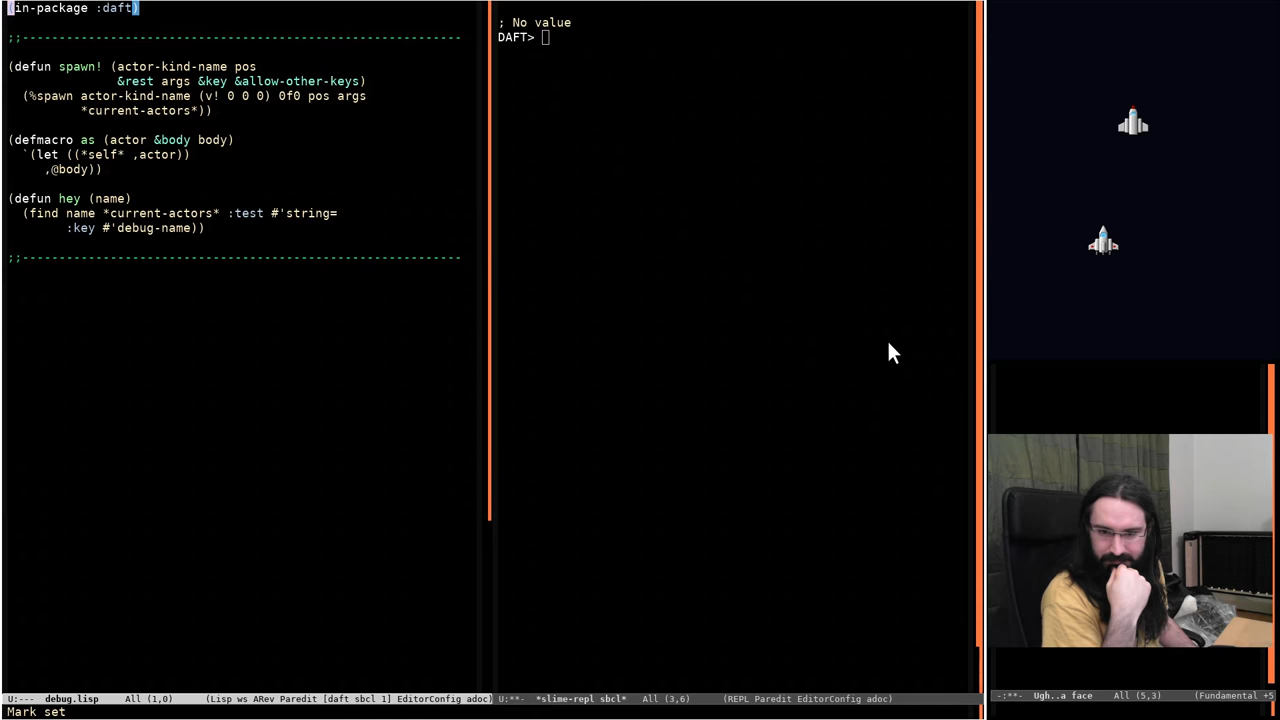 (in-package :daft)
;;------------------------------------------------------------
(defun spawn! (actor-kind-name pos
&rest args &key &allow-other-keys)
(%spawn actor-kind-name (v! 0 0 0) 0f0 pos args
*current-actors*))
(defmacro as (actor &body body)
`(let ((*self* ,actor))
,@body))
(defun hey (name)
(find name *current-actors* :test #'string=
:key #'debug-name))
;;------------------------------------------------------------
; No value
DAFT>
U:--- debug.lisp All (1,0) (Lisp ws ARev Paredit [daft sbcl 1] EditorConfig adoc)
U:**- *slime-repl sbcl* All (3,6) (REPL Paredit EditorConfig adoc)
-:**- Ugh..a face All (5,3) (Fundamental +5
Mark set